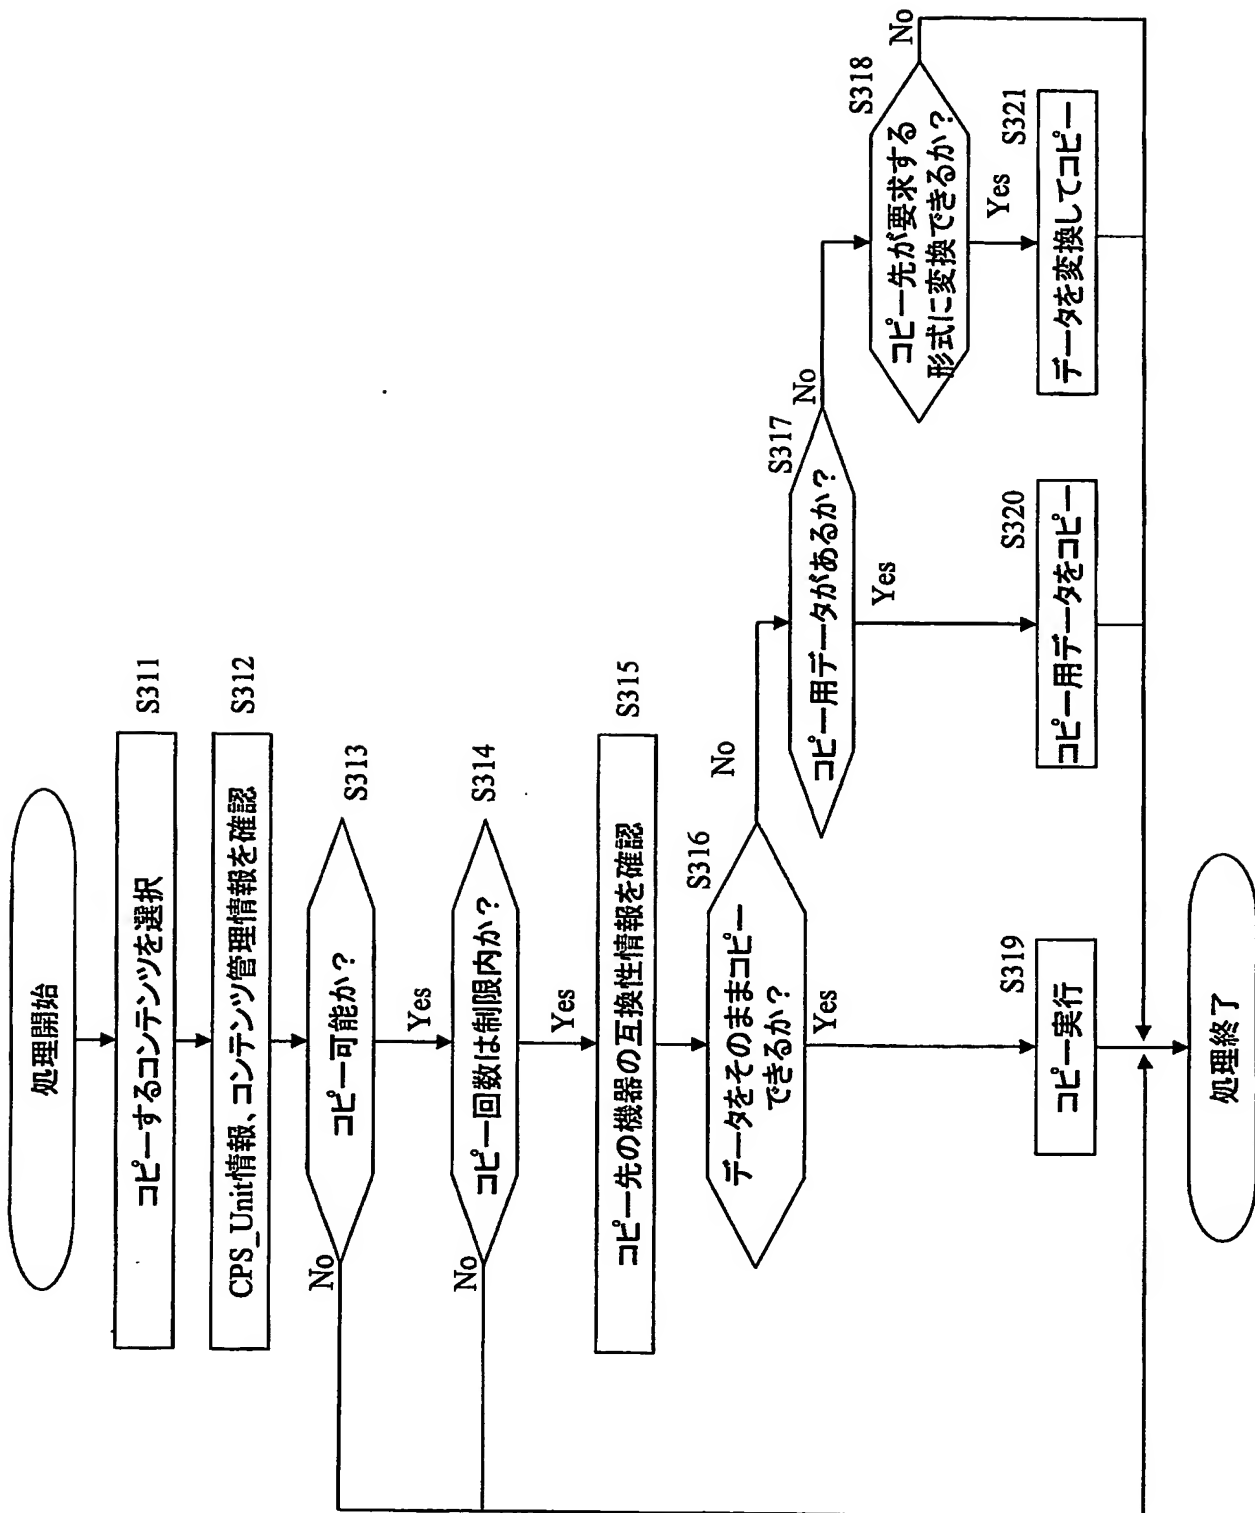 処理開始
S311
コピーするコンテンツを選択
S312
CPS_Unit情報、コンテンツ管理情報を確認
S313
コピー可能か？
No
Yes
S314
コピー回数は制限内か？
No
Yes
S315
コピー先の機器の互換性情報を確認
S316
データをそのままコピー
できるか？
No
Yes
S317
コピー用データがあるか？
No
Yes
S318
コピー先が要求する
形式に変換できるか？
No
Yes
S319
コピー実行
S320
コピー用データをコピー
S321
データを変換してコピー
処理終了